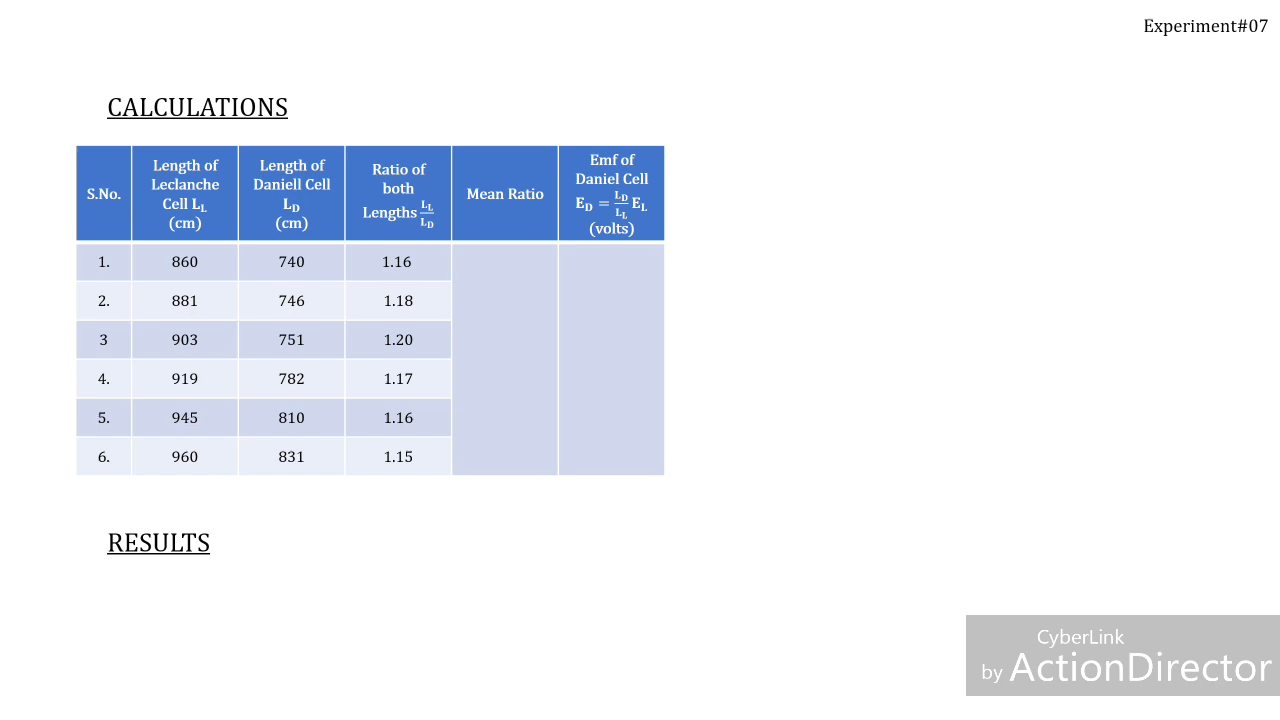 Experiment#07
CALCULATIONS
S.No.
Length of
Leclanche
Cell L_L
(cm)
Length of
Daniell Cell
L_D
(cm)
Ratio of
both
Lengths L_L/L_D
Mean Ratio
Emf of
Daniel Cell
E_D = L_D/L_L E_L
(volts)
1. 860 740 1.16
2. 881 746 1.18
3 903 751 1.20
4. 919 782 1.17
5. 945 810 1.16
6. 960 831 1.15
RESULTS
CyberLink
by ActionDirector